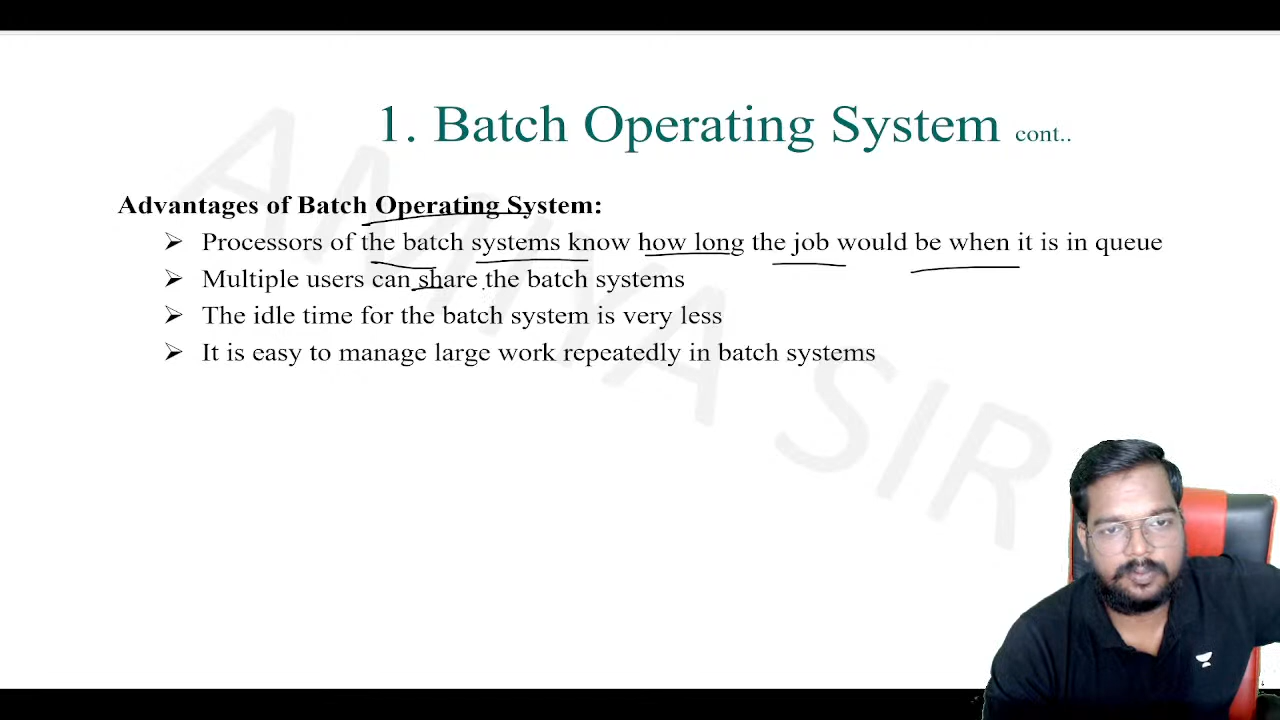 1. Batch Operating System cont..
Advantages of Batch Operating System:
➢ Processors of the batch systems know how long the job would be when it is in queue
➢ Multiple users can share the batch systems
➢ The idle time for the batch system is very less
➢ It is easy to manage large work repeatedly in batch systems
AMIYA SIR